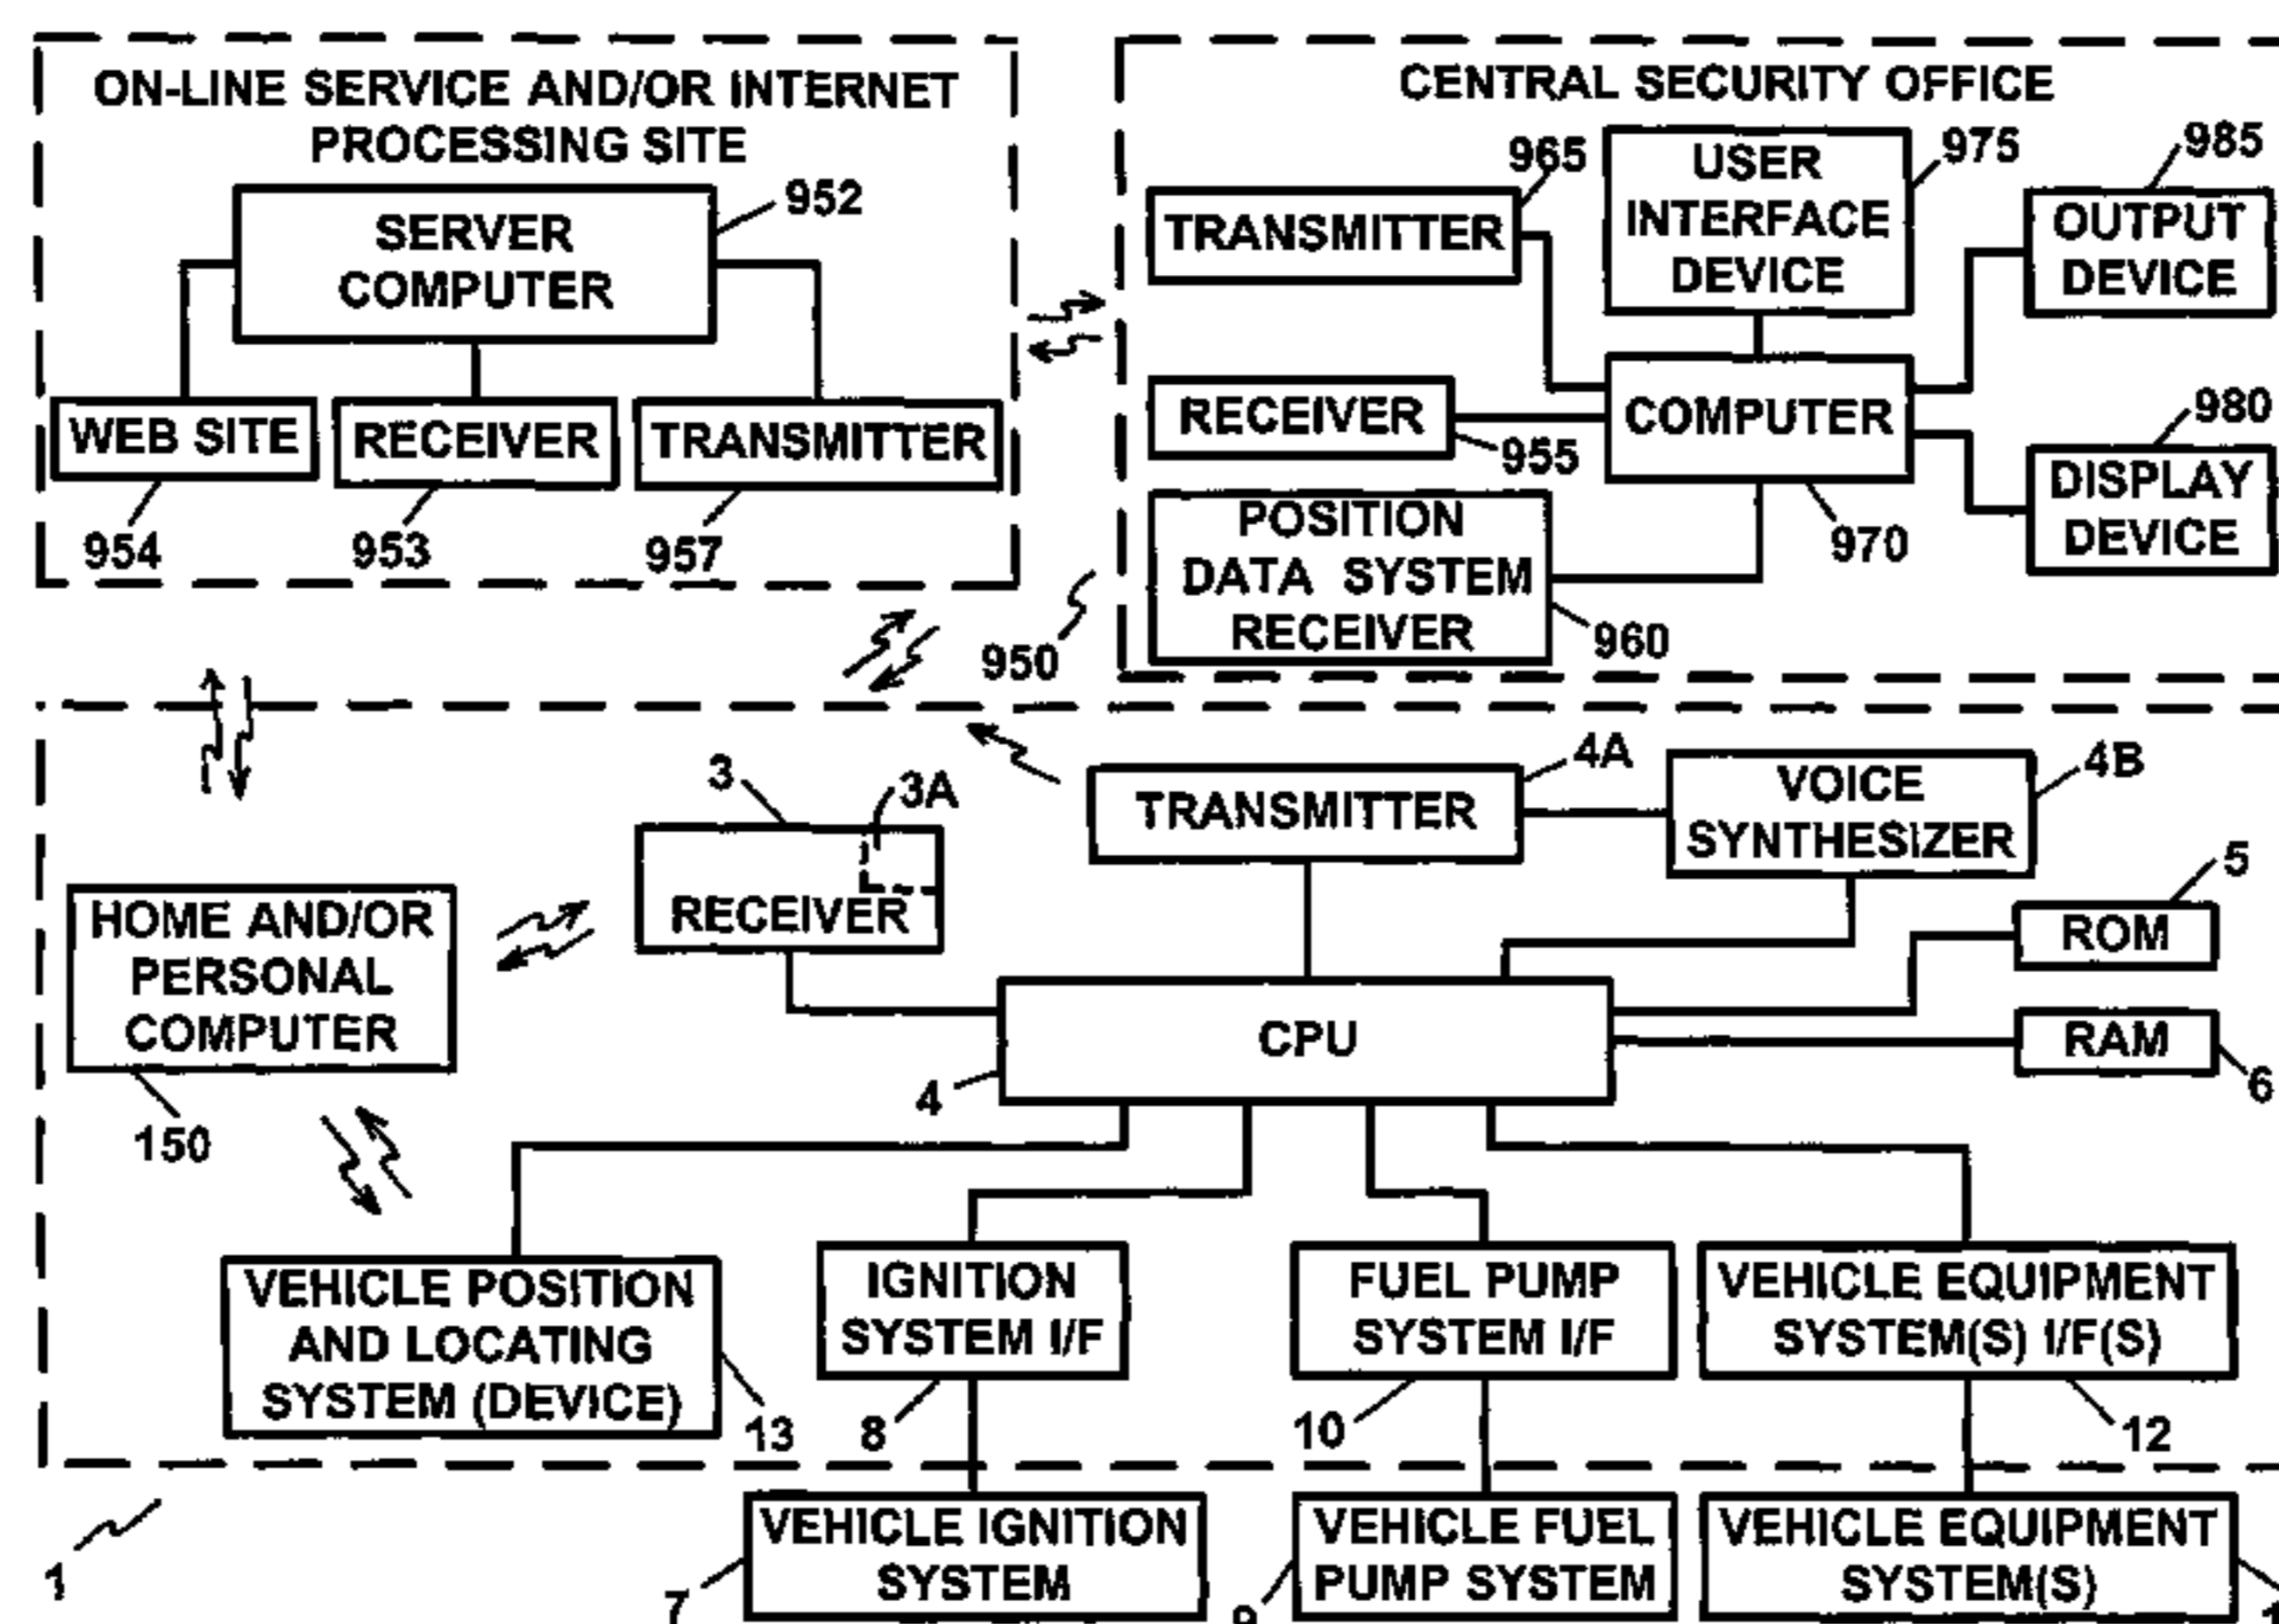 ON-LINE SERVICE AND/OR INTERNET
PROCESSING SITE
952
SERVER
COMPUTER
WEB SITE
RECEIVER
TRANSMITTER
954
953
957
CENTRAL SECURITY OFFICE
965
975
985
TRANSMITTER
USER
INTERFACE
DEVICE
OUTPUT
DEVICE
RECEIVER
955
COMPUTER
970
980
DISPLAY
DEVICE
POSITION
DATA SYSTEM
RECEIVER
960
950
3
3A
RECEIVER
4A
TRANSMITTER
4B
VOICE
SYNTHESIZER
5
ROM
RAM
6
HOME AND/OR
PERSONAL
COMPUTER
150
CPU
4
VEHICLE POSITION
AND LOCATING
SYSTEM (DEVICE)
13
IGNITION
SYSTEM I/F
8
FUEL PUMP
SYSTEM I/F
10
VEHICLE EQUIPMENT
SYSTEM(S) I/F(S)
12
1
VEHICLE IGNITION
SYSTEM
7
VEHICLE FUEL
PUMP SYSTEM
9
VEHICLE EQUIPMENT
SYSTEM(S)